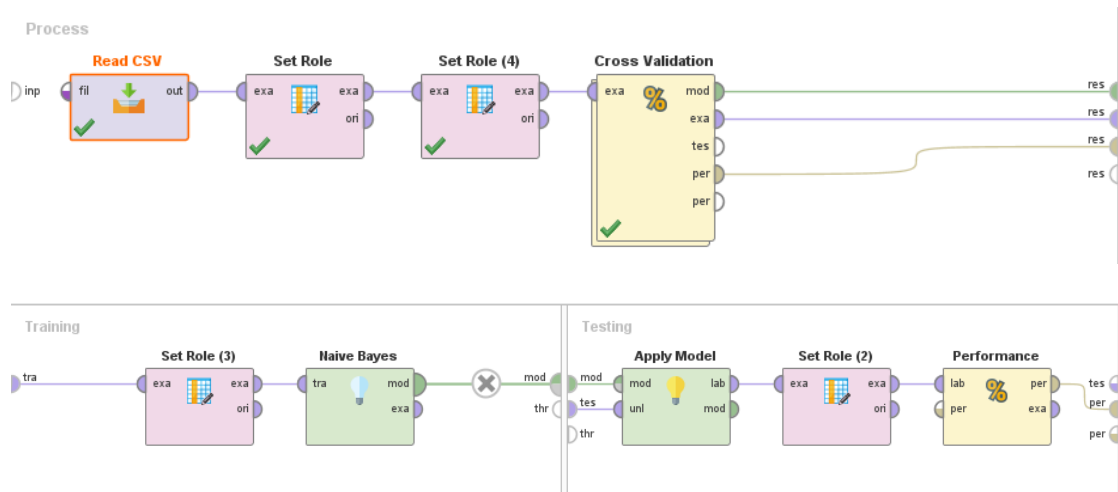 Process
Read CSV
Set Role
Set Role (4)
Cross Validation
inp
fil
out
exa
exa
ori
exa
exa
ori
exa
mod
exa
tes
per
per
res
res
res
res
Training
Testing
Set Role (3)
Naive Bayes
Apply Model
Set Role (2)
Performance
tra
exa
exa
ori
tra
mod
exa
mod
thr
mod
tes
thr
mod
unl
lab
mod
exa
exa
ori
lab
per
per
exa
tes
per
per
%
%